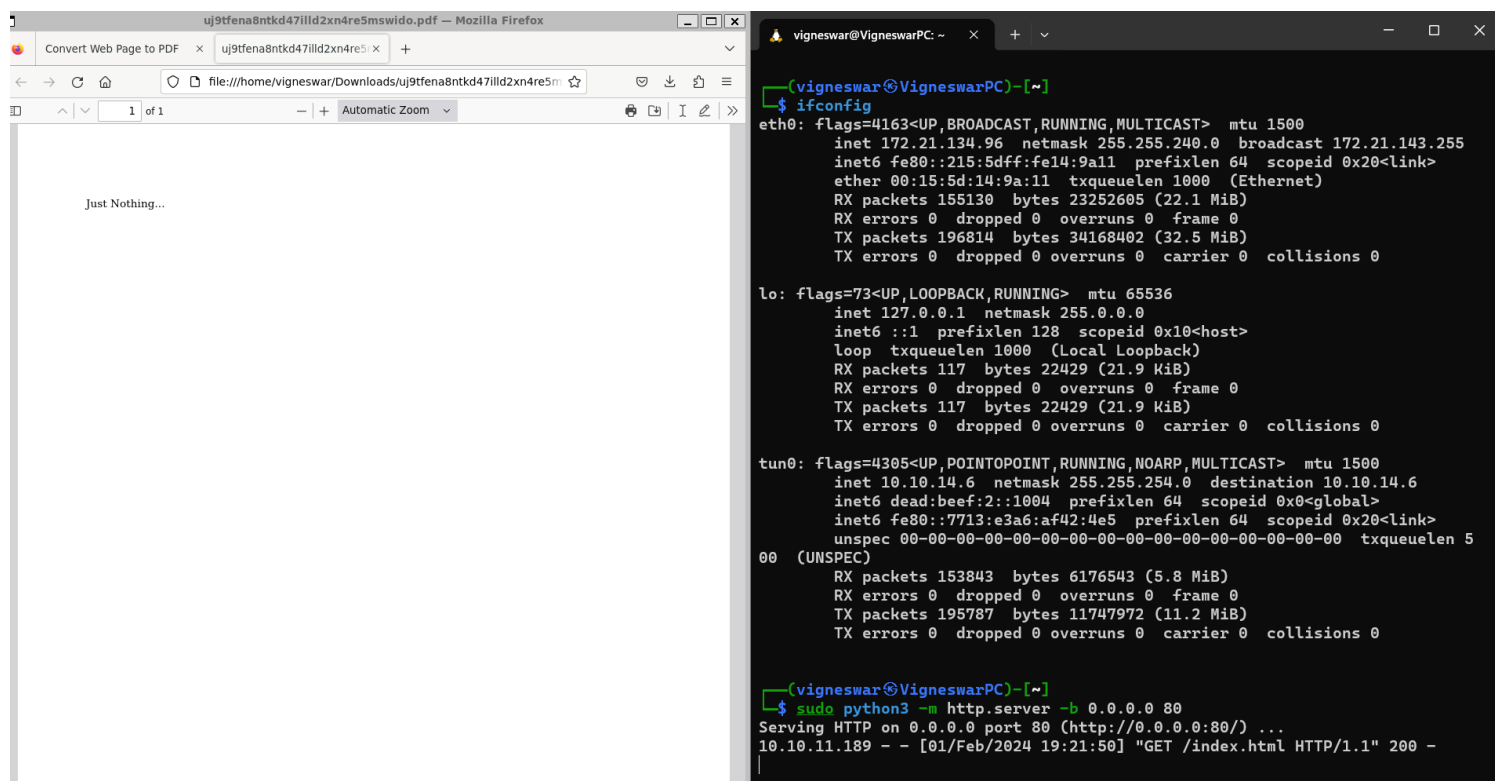 uj9tfena8ntkd47illd2xn4re5mswido.pdf — Mozilla Firefox
Convert Web Page to PDF × uj9tfena8ntkd47illd2xn4re5 × +
file:///home/vigneswar/Downloads/uj9tfena8ntkd47illd2xn4re5m
1 of 1 − + Automatic Zoom
Just Nothing...
vigneswar@VigneswarPC: ~ × +
┌──(vigneswar㉿VigneswarPC)-[~]
└─$ ifconfig
eth0: flags=4163<UP,BROADCAST,RUNNING,MULTICAST>  mtu 1500
inet 172.21.134.96  netmask 255.255.240.0  broadcast 172.21.143.255
inet6 fe80::215:5dff:fe14:9a11  prefixlen 64  scopeid 0x20<link>
ether 00:15:5d:14:9a:11  txqueuelen 1000  (Ethernet)
RX packets 155130  bytes 23252605 (22.1 MiB)
RX errors 0  dropped 0  overruns 0  frame 0
TX packets 196814  bytes 34168402 (32.5 MiB)
TX errors 0  dropped 0 overruns 0  carrier 0  collisions 0
lo: flags=73<UP,LOOPBACK,RUNNING>  mtu 65536
inet 127.0.0.1  netmask 255.0.0.0
inet6 ::1  prefixlen 128  scopeid 0x10<host>
loop  txqueuelen 1000  (Local Loopback)
RX packets 117  bytes 22429 (21.9 KiB)
RX errors 0  dropped 0  overruns 0  frame 0
TX packets 117  bytes 22429 (21.9 KiB)
TX errors 0  dropped 0 overruns 0  carrier 0  collisions 0
tun0: flags=4305<UP,POINTOPOINT,RUNNING,NOARP,MULTICAST>  mtu 1500
inet 10.10.14.6  netmask 255.255.254.0  destination 10.10.14.6
inet6 dead:beef:2::1004  prefixlen 64  scopeid 0x0<global>
inet6 fe80::7713:e3a6:af42:4e5  prefixlen 64  scopeid 0x20<link>
unspec 00-00-00-00-00-00-00-00-00-00-00-00-00-00-00-00  txqueuelen 5
00  (UNSPEC)
RX packets 153843  bytes 6176543 (5.8 MiB)
RX errors 0  dropped 0  overruns 0  frame 0
TX packets 195787  bytes 11747972 (11.2 MiB)
TX errors 0  dropped 0 overruns 0  carrier 0  collisions 0
┌──(vigneswar㉿VigneswarPC)-[~]
└─$ sudo python3 -m http.server -b 0.0.0.0 80
Serving HTTP on 0.0.0.0 port 80 (http://0.0.0.0:80/) ...
10.10.11.189 - - [01/Feb/2024 19:21:50] "GET /index.html HTTP/1.1" 200 -